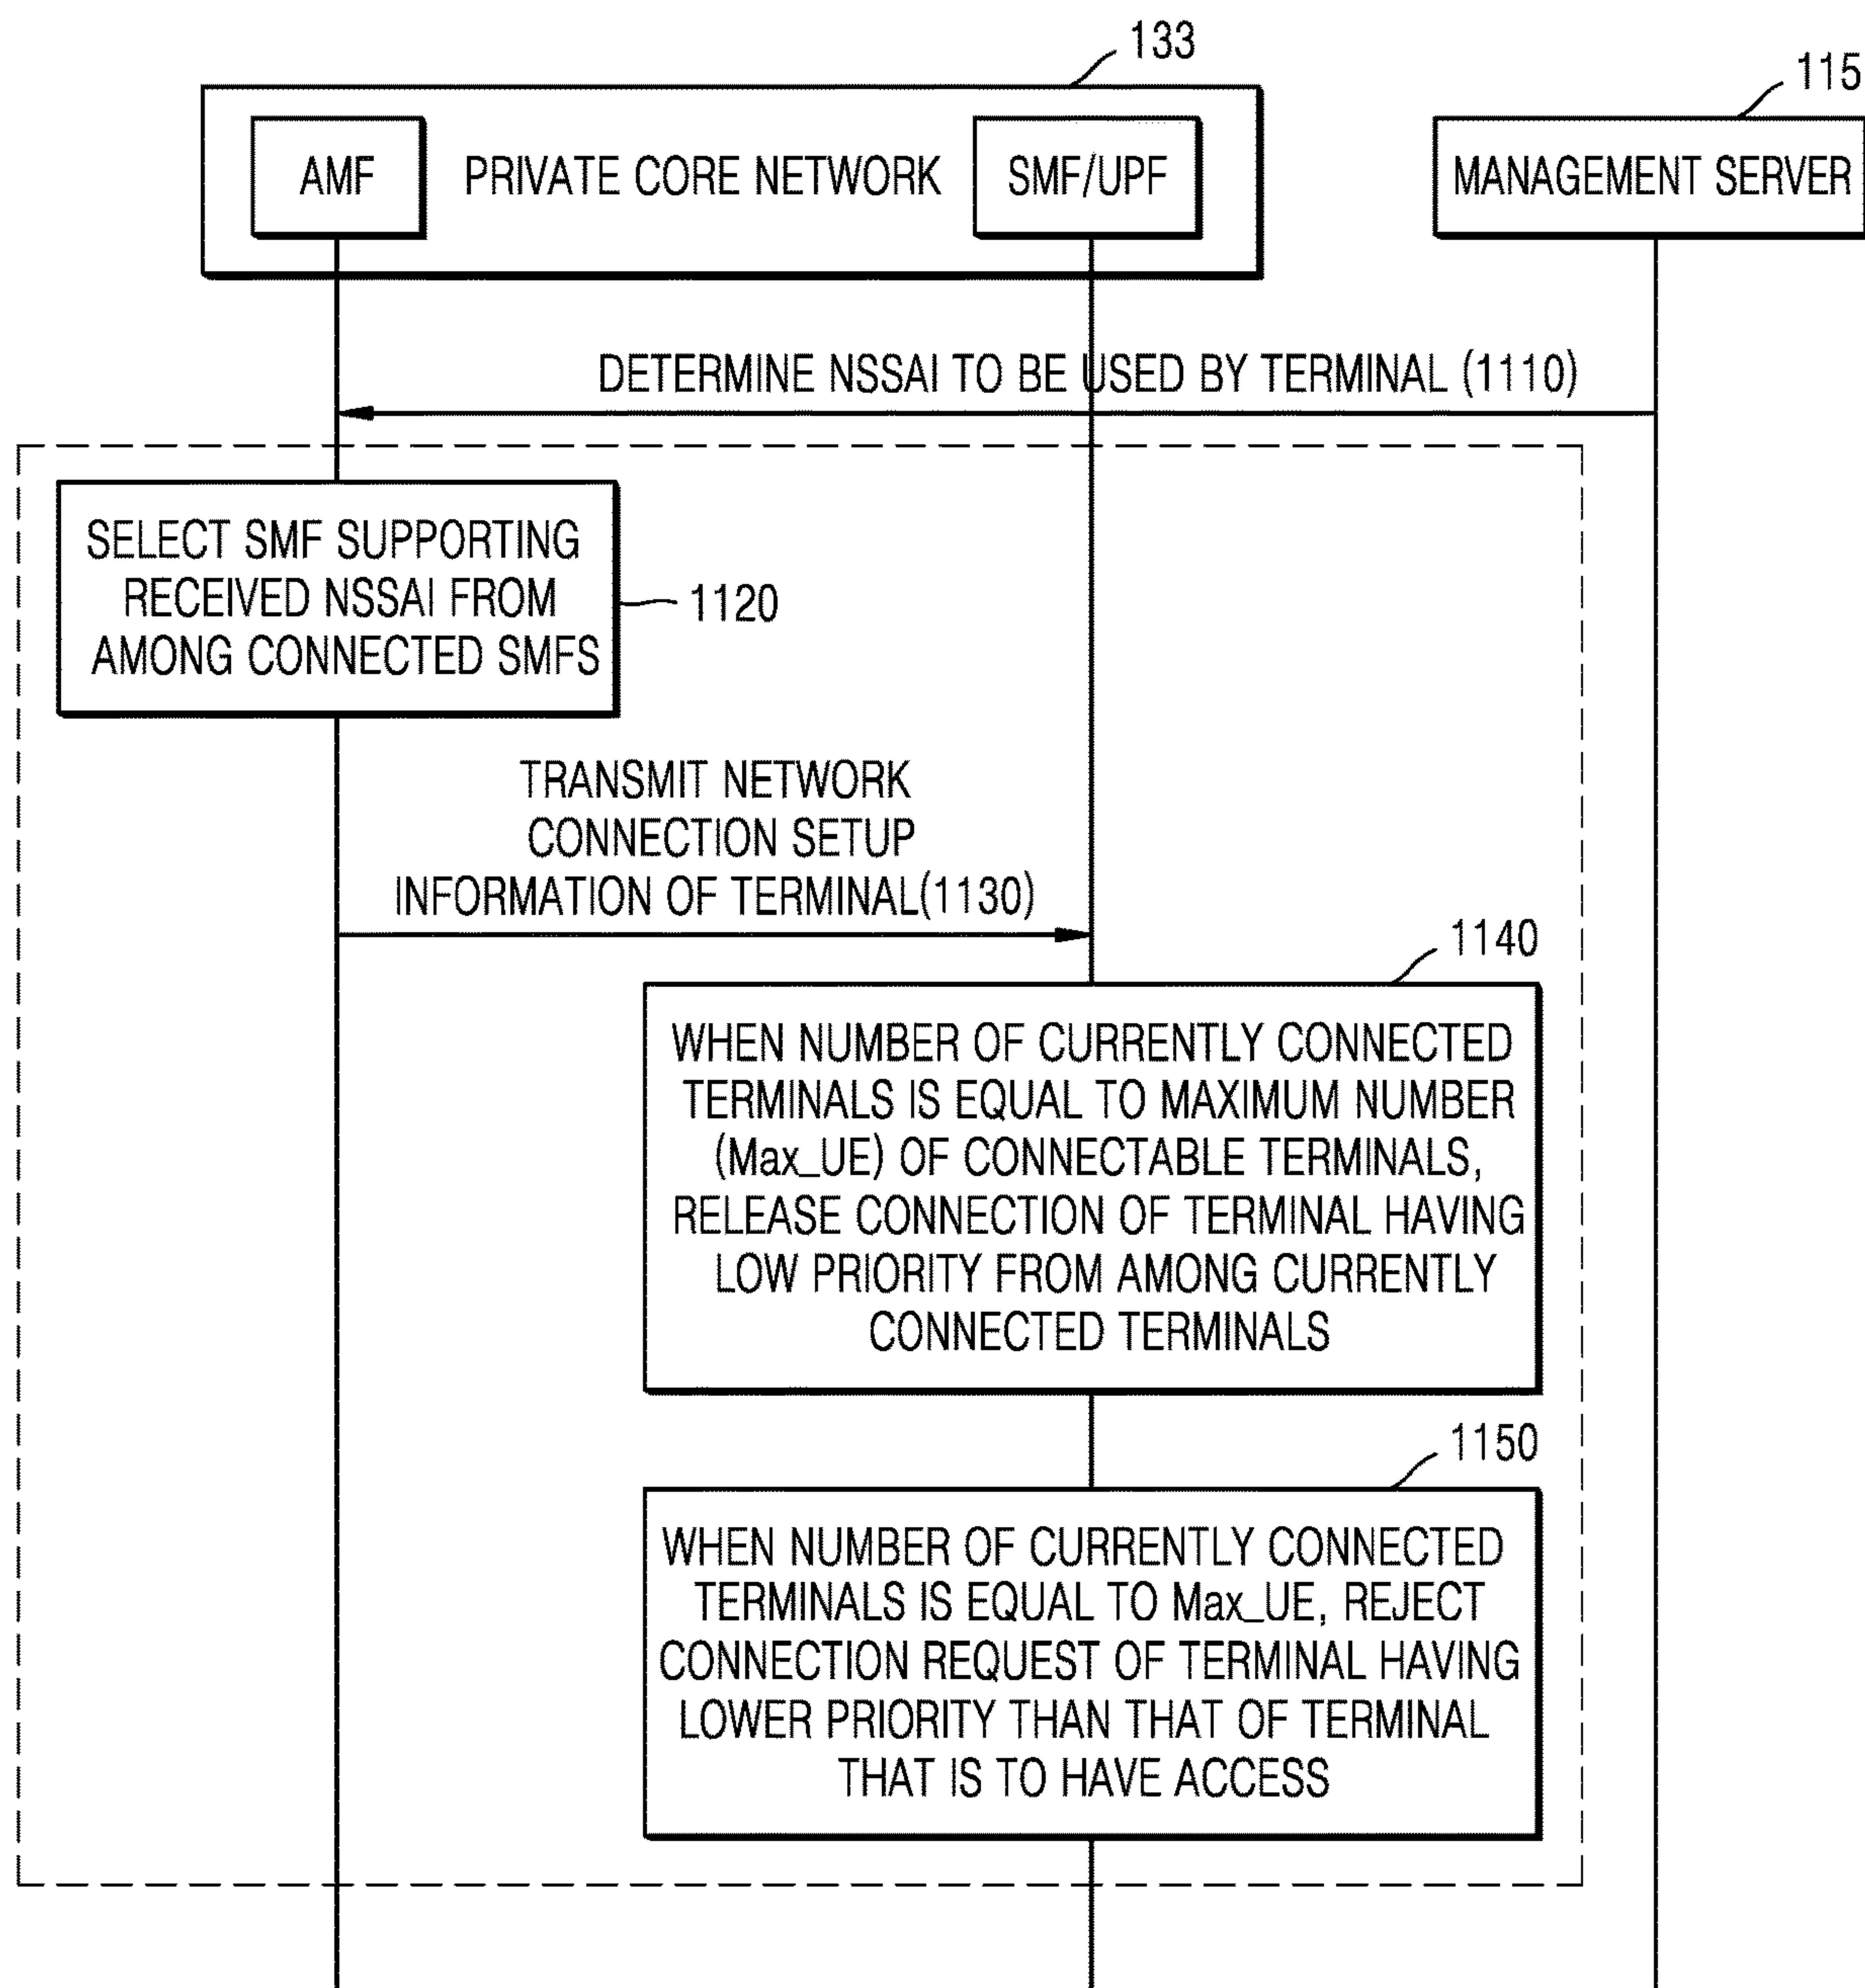 133
115
AMF
PRIVATE CORE NETWORK
SMF/UPF
MANAGEMENT SERVER
DETERMINE NSSAI TO BE USED BY TERMINAL (1110)
SELECT SMF SUPPORTING
RECEIVED NSSAI FROM
AMONG CONNECTED SMFS
1120
TRANSMIT NETWORK
CONNECTION SETUP
INFORMATION OF TERMINAL(1130)
1140
WHEN NUMBER OF CURRENTLY CONNECTED
TERMINALS IS EQUAL TO MAXIMUM NUMBER
(Max_UE) OF CONNECTABLE TERMINALS,
RELEASE CONNECTION OF TERMINAL HAVING
LOW PRIORITY FROM AMONG CURRENTLY
CONNECTED TERMINALS
1150
WHEN NUMBER OF CURRENTLY CONNECTED
TERMINALS IS EQUAL TO Max_UE, REJECT
CONNECTION REQUEST OF TERMINAL HAVING
LOWER PRIORITY THAN THAT OF TERMINAL
THAT IS TO HAVE ACCESS